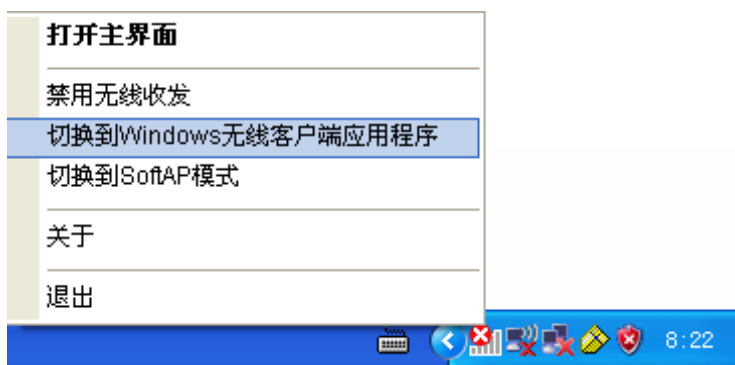 打开主界面
禁用无线收发
切换到Windows无线客户端应用程序
切换到SoftAP模式
关于
退出
8:22